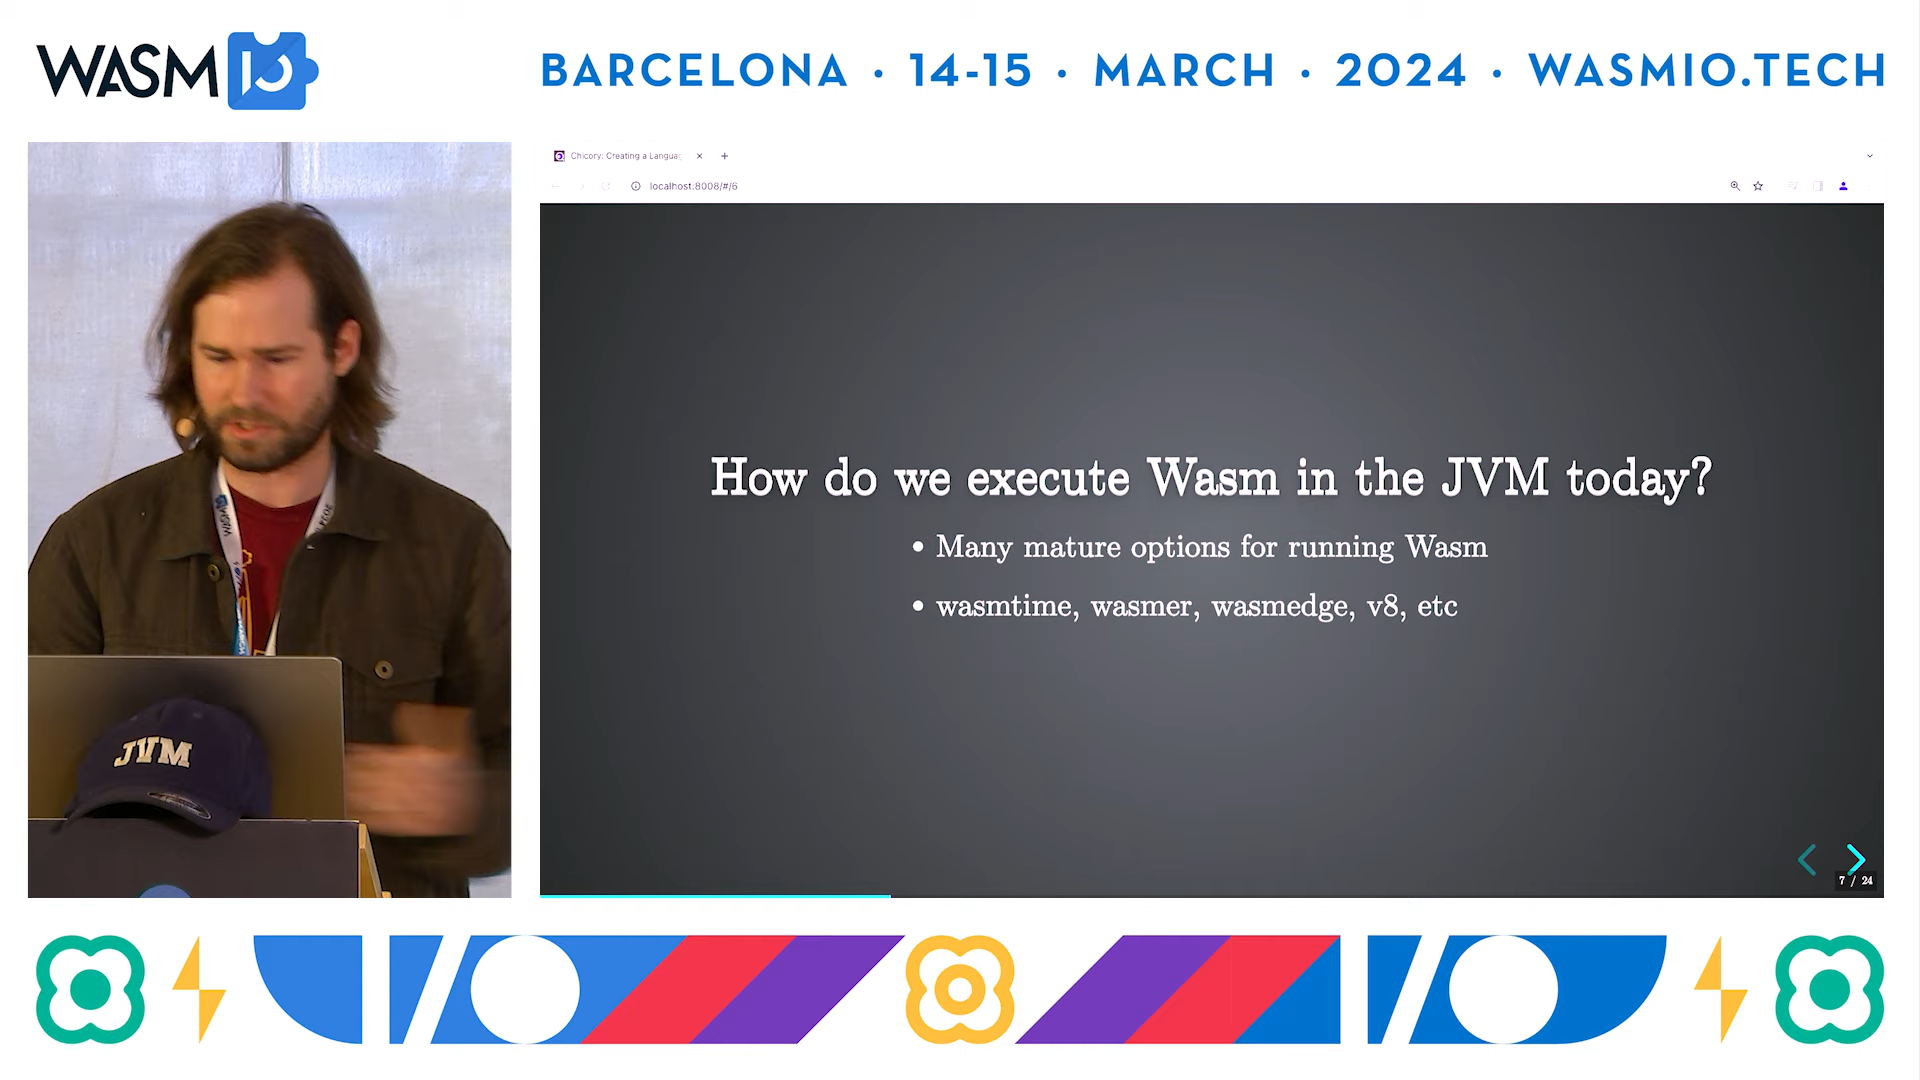 WASM IO
BARCELONA · 14-15 · MARCH · 2024 · WASMIO.TECH
Chicory: Creating a Langua
localhost:8008/#/6
How do we execute Wasm in the JVM today?
• Many mature options for running Wasm
• wasmtime, wasmer, wasmedge, v8, etc
JVM
7 / 24